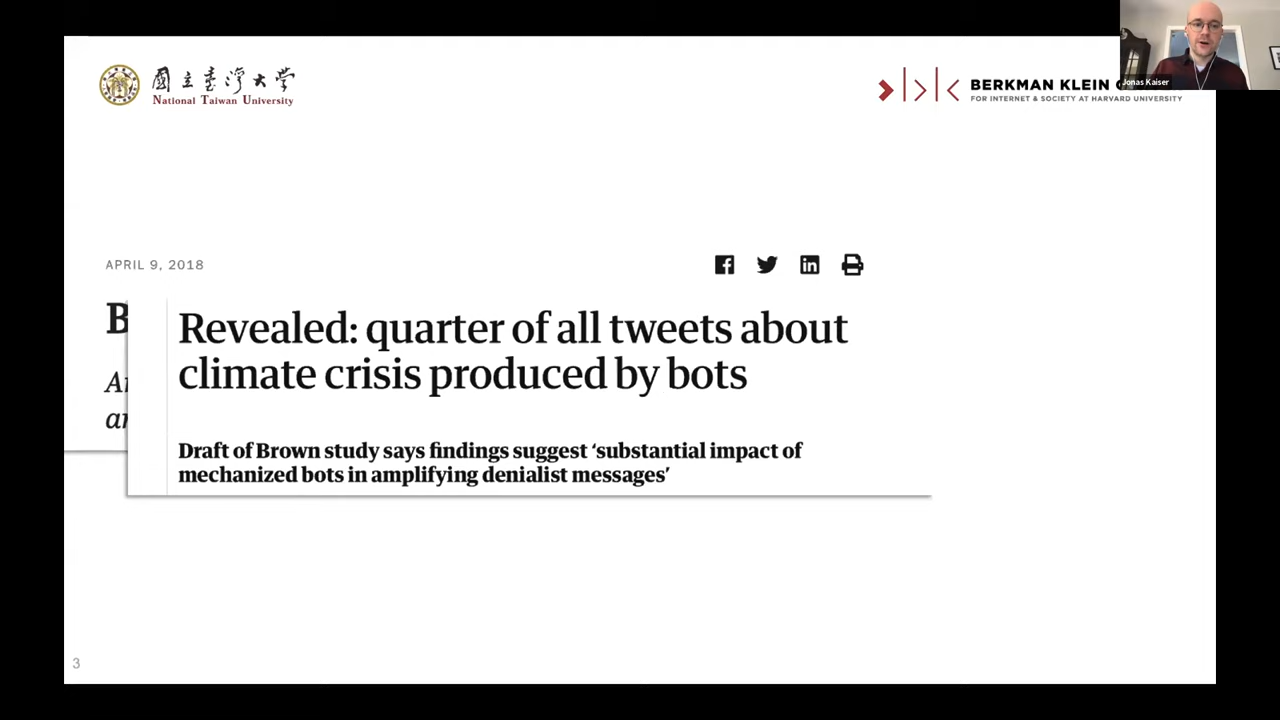 國立臺灣大學
National Taiwan University
BERKMAN KLEIN
FOR INTERNET & SOCIETY AT HARVARD UNIVERSITY
Jonas Kaiser
APRIL 9, 2018
B
Revealed: quarter of all tweets about
climate crisis produced by bots
Draft of Brown study says findings suggest ‘substantial impact of
mechanized bots in amplifying denialist messages’
3